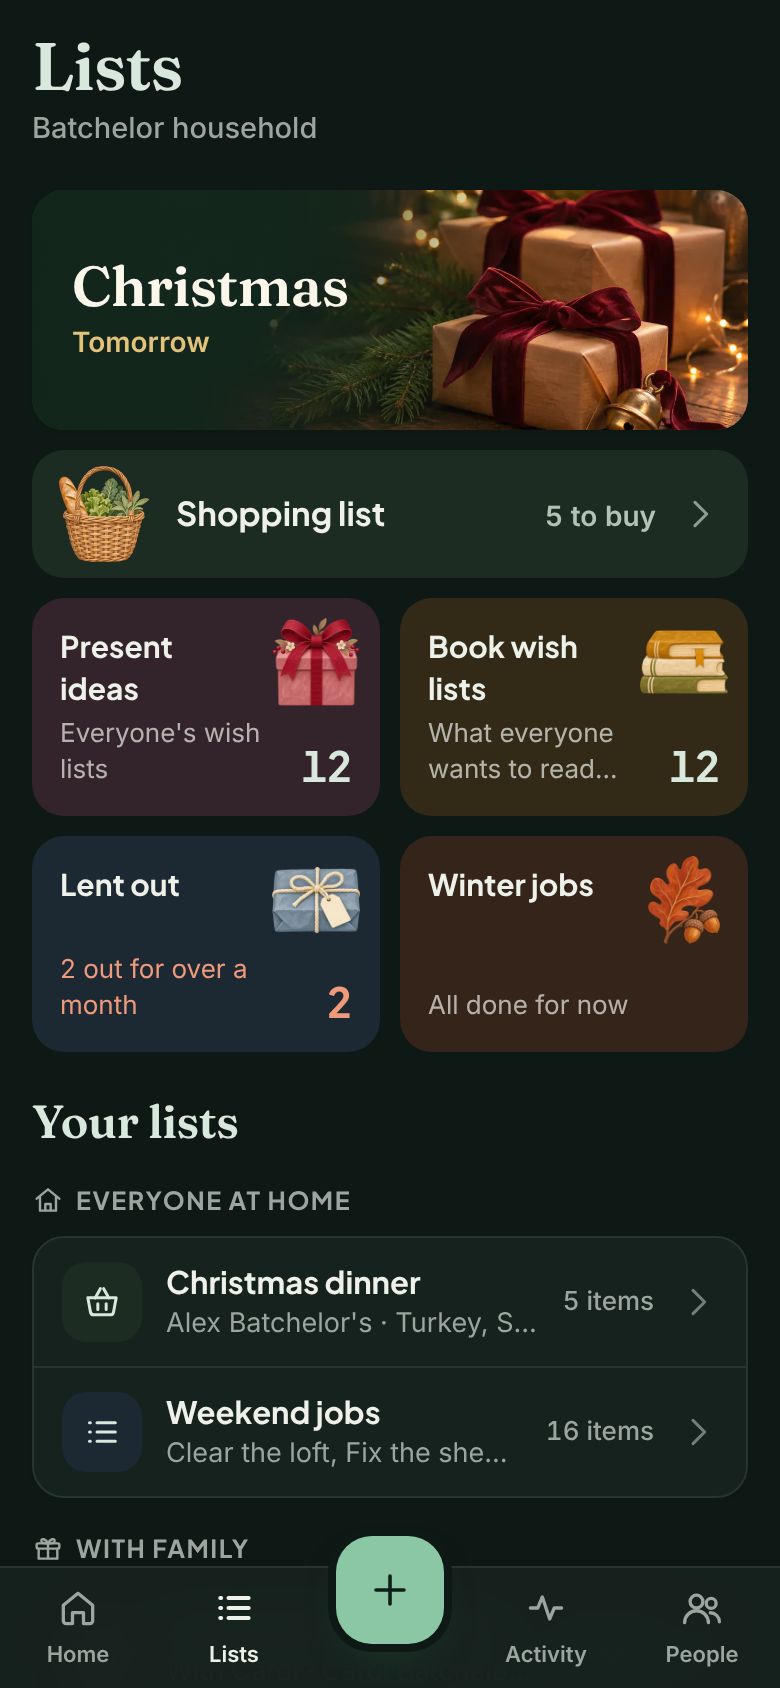 Lists
Batchelor household
Christmas
Tomorrow
Shopping list
5 to buy
Present
ideas
Everyone's wish
lists
12
Book wish
lists
What everyone
wants to read...
12
Lent out
2 out for over a
month
2
Winter jobs
All done for now
Your lists
EVERYONE AT HOME
Christmas dinner
Alex Batchelor's · Turkey, S...
5 items
Weekend jobs
Clear the loft, Fix the she...
16 items
WITH FAMILY
Home
Lists
Activity
People